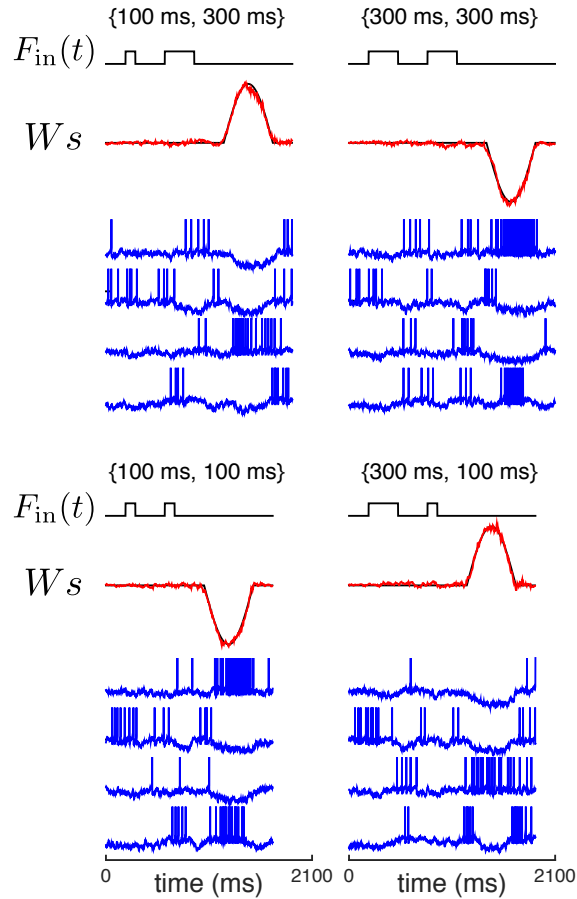 {100 ms, 300 ms} {300 ms, 300 ms}
F_in(t)
Ws
{100 ms, 100 ms} {300 ms, 100 ms}
F_in(t)
Ws
0 2100 0 2100
time (ms) time (ms)